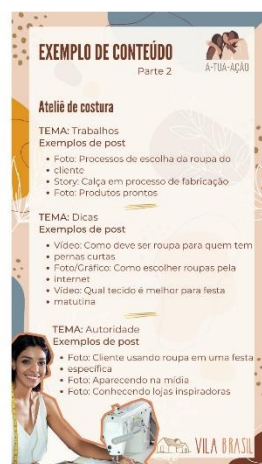 EXEMPLO DE CONTEÚDO
Parte 2
A-TUA-AÇÃO
Ateliê de costura
TEMA: Trabalhos
Exemplos de post
• Foto: Processos de escolha da roupa do
• cliente
• Story: Calça em processo de fabricação
• Foto: Produtos prontos
TEMA: Dicas
Exemplos de post
• Vídeo: Como deve ser roupa para quem tem
• pernas curtas
• Foto/Gráfico: Como escolher roupas pela
• internet
• Vídeo: Qual tecido é melhor para festa
• matutina
TEMA: Autoridade
Exemplos de post
• Foto: Cliente usando roupa em uma festa
• específica
• Foto: Aparecendo na mídia
• Foto: Conhecendo lojas inspiradoras
VILA BRASIL